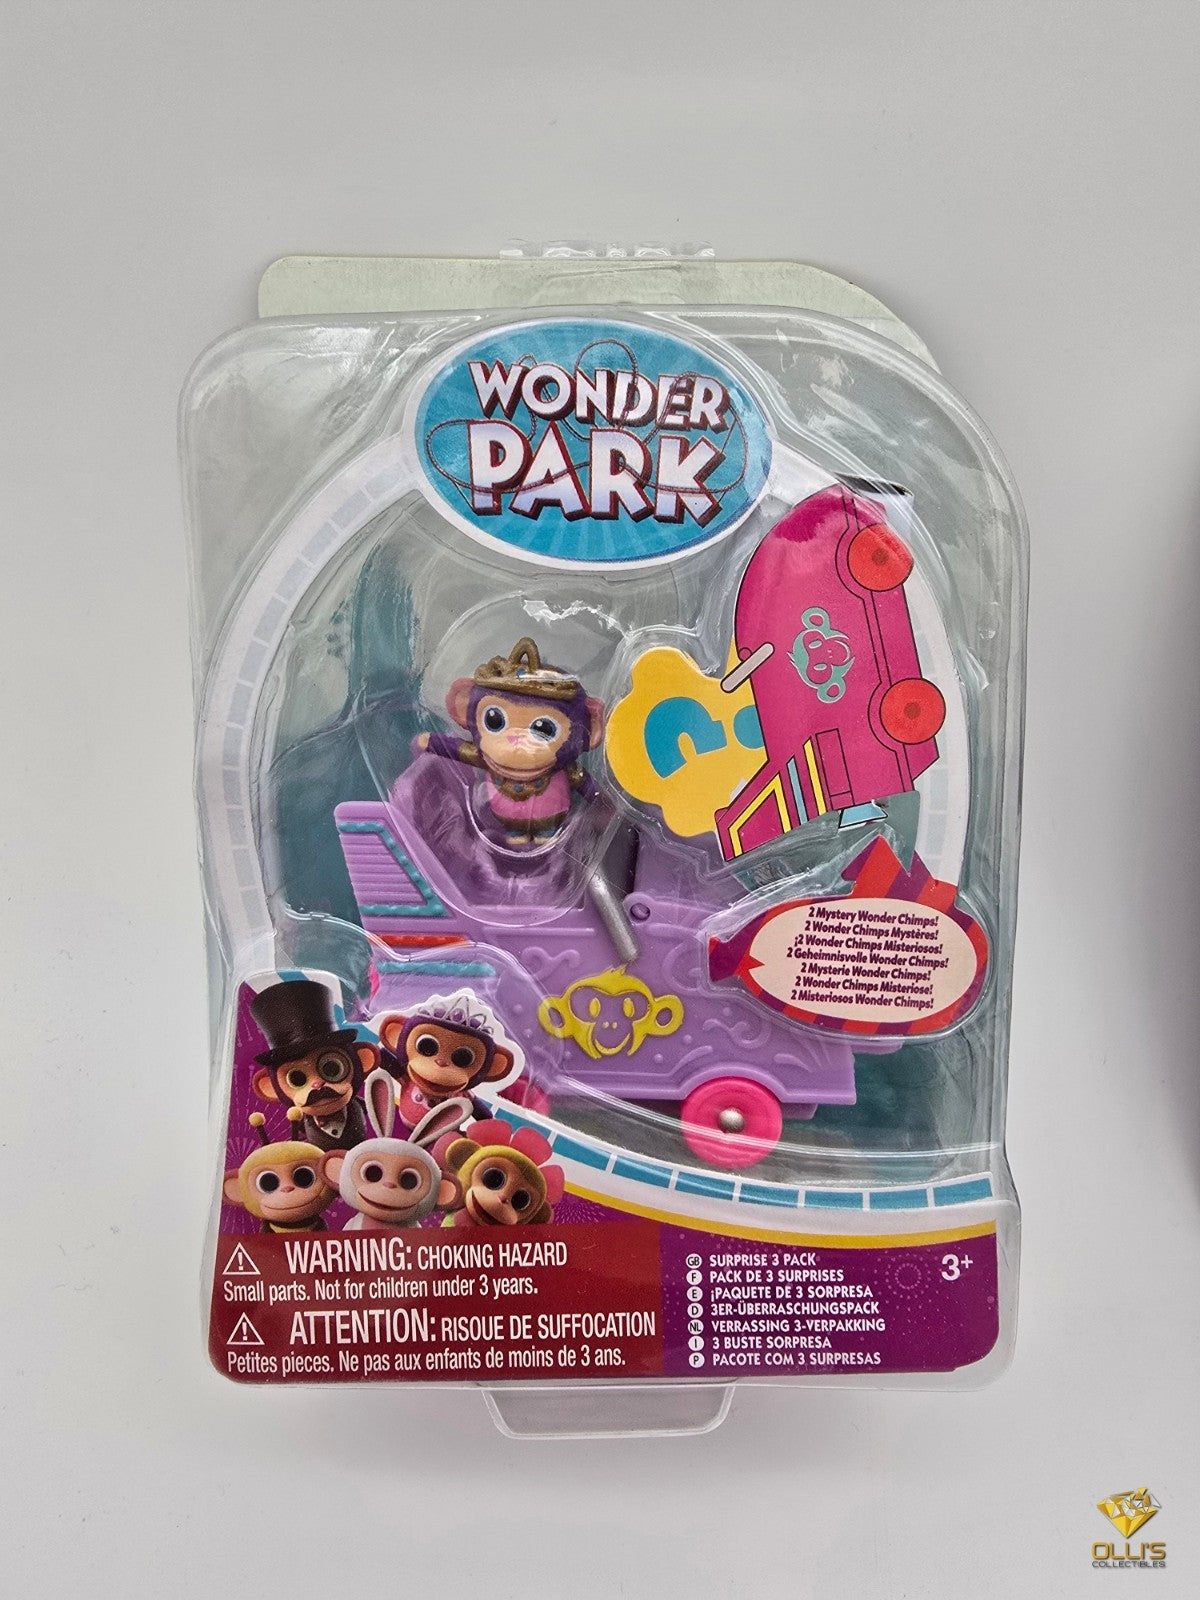 WONDER
PARK
2 Mystery Wonder Chimps!
2 Wonder Chimps Mystères!
¡2 Wonder Chimps Misteriosos!
2 Geheimnisvolle Wonder Chimps!
2 Mysterie Wonder Chimps!
2 Wonder Chimps Misteriose!
2 Misteriosos Wonder Chimps!
WARNING: CHOKING HAZARD
Small parts. Not for children under 3 years.
ATTENTION: RISQUE DE SUFFOCATION
Petites pieces. Ne pas aux enfants de moins de 3 ans.
GB SURPRISE 3 PACK
F PACK DE 3 SURPRISES
E ¡PAQUETE DE 3 SORPRESA
D 3ER-ÜBERRASCHUNGSPACK
NL VERRASSING 3-VERPAKKING
I 3 BUSTE SORPRESA
P PACOTE COM 3 SURPRESAS
3+
OLLI'S
COLLECTIBLES